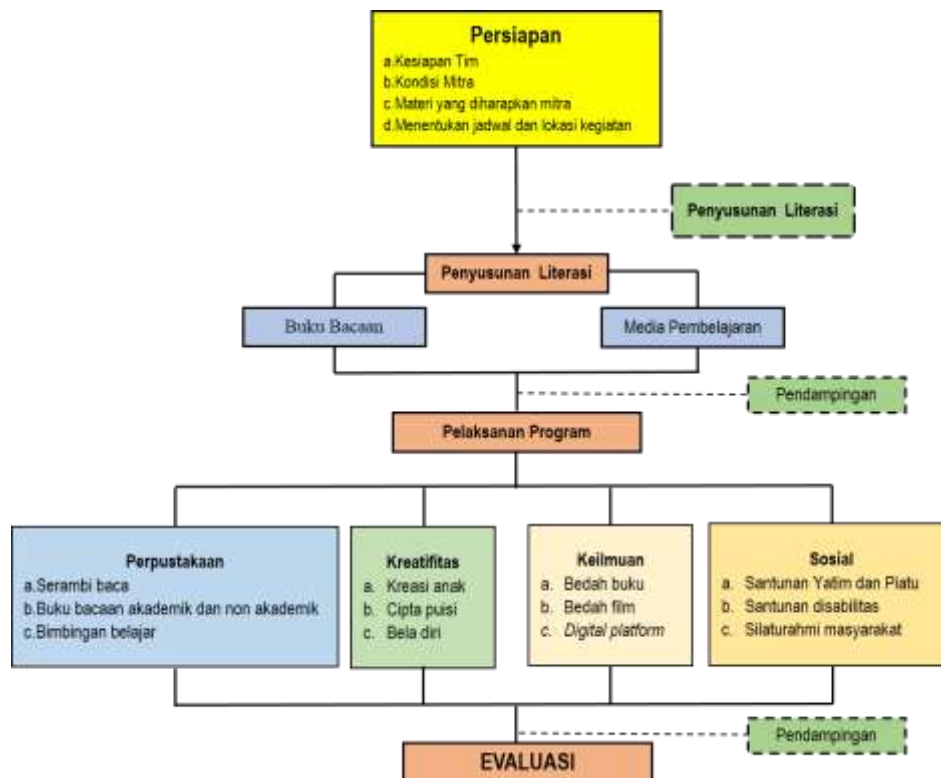 Persiapan
a.Kesiapan Tim
b.Kondisi Mitra
c.Materi yang diharapkan mitra
d.Menentukan jadwal dan lokasi kegiatan
Penyusunan Literasi
Penyusunan Literasi
Buku Bacaan
Media Pembelajaran
Pendampingan
Pelaksanan Program
Perpustakaan
a.Serambi baca
b.Buku bacaan akademik dan non akademik
c.Bimbingan belajar
Kreatifitas
a. Kreasi anak
b. Cipta puisi
c. Bela diri
Keilmuan
a. Bedah buku
b. Bedah film
c. Digital platform
Sosial
a. Santunan Yatim dan Piatu
b. Santunan disabilitas
c. Silaturahmi masyarakat
Pendampingan
EVALUASI